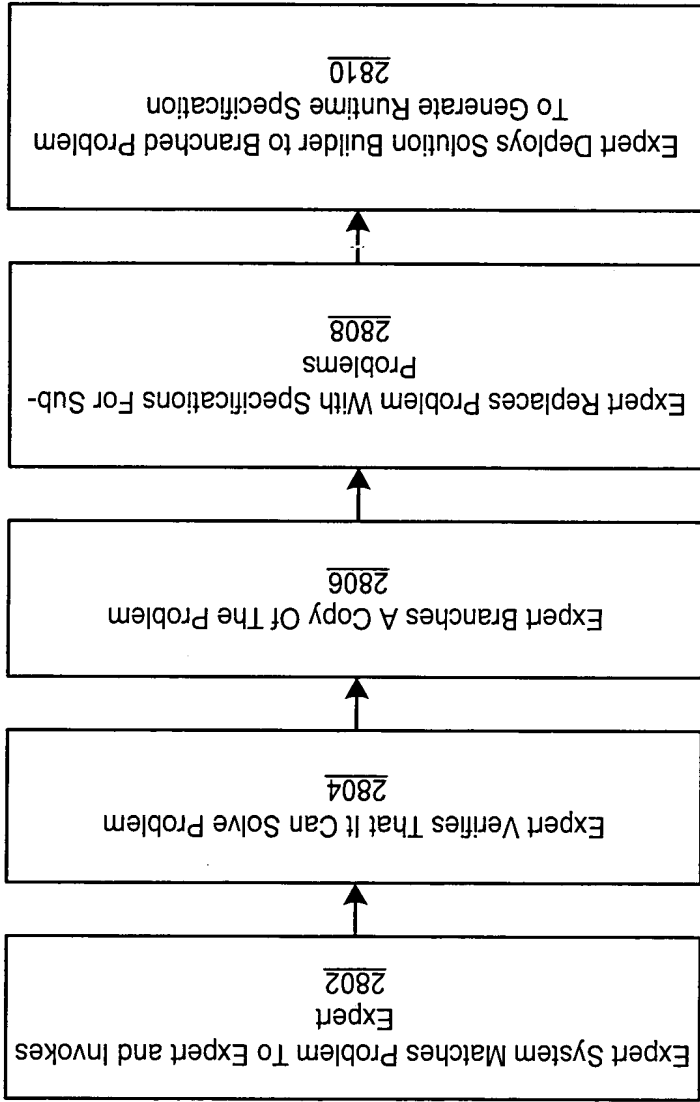 Expert System Matches Problem To Expert and Invokes
Expert
2802
Expert Verifies That It Can Solve Problem
2804
Expert Branches A Copy Of The Problem
2806
Expert Replaces Problem With Specifications For Sub-
Problems
2808
Expert Deploys Solution Builder to Branched Problem
To Generate Runtime Specification
2810